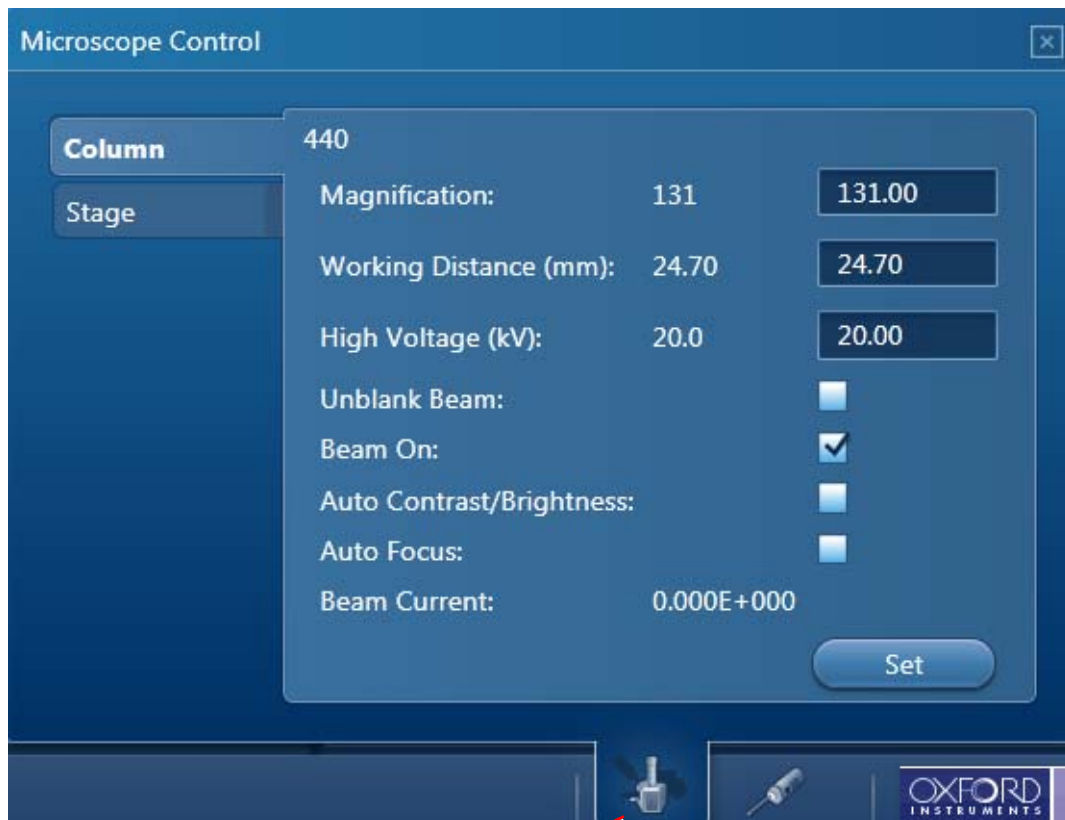 Microscope Control
Column
Stage
440
Magnification: 131 131.00
Working Distance (mm): 24.70 24.70
High Voltage (kV): 20.0 20.00
Unblank Beam:
Beam On:
Auto Contrast/Brightness:
Auto Focus:
Beam Current: 0.000E+000
Set
OXFORD
INSTRUMENTS